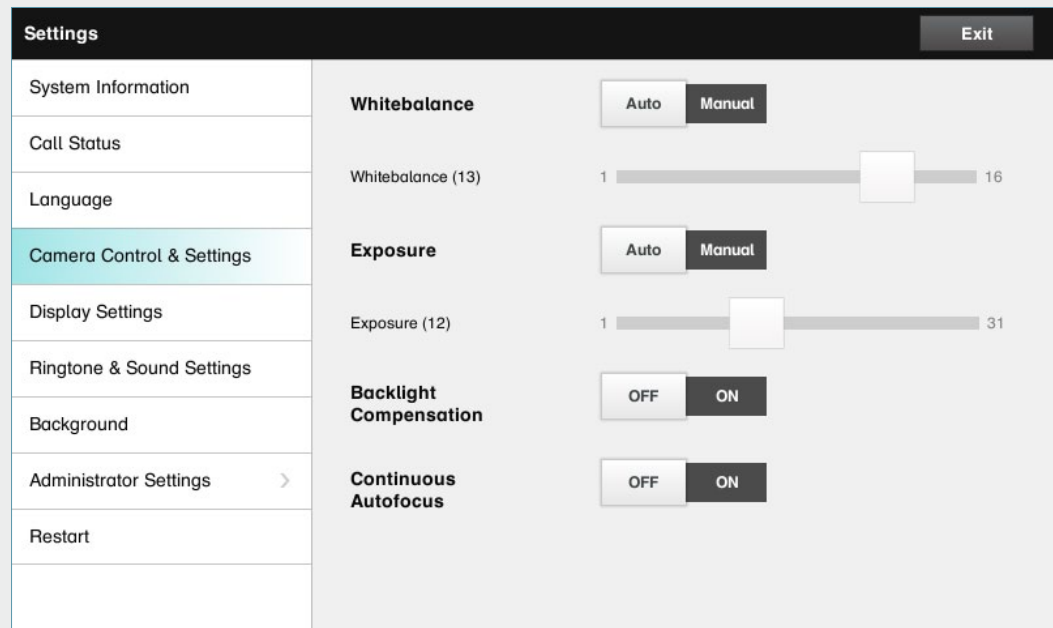 Settings
Exit
System Information
Call Status
Language
Camera Control & Settings
Display Settings
Ringtone & Sound Settings
Background
Administrator Settings
Restart
Whitebalance
Auto Manual
Whitebalance (13)
1 16
Exposure
Auto Manual
Exposure (12)
1 31
Backlight
Compensation
OFF ON
Continuous
Autofocus
OFF ON